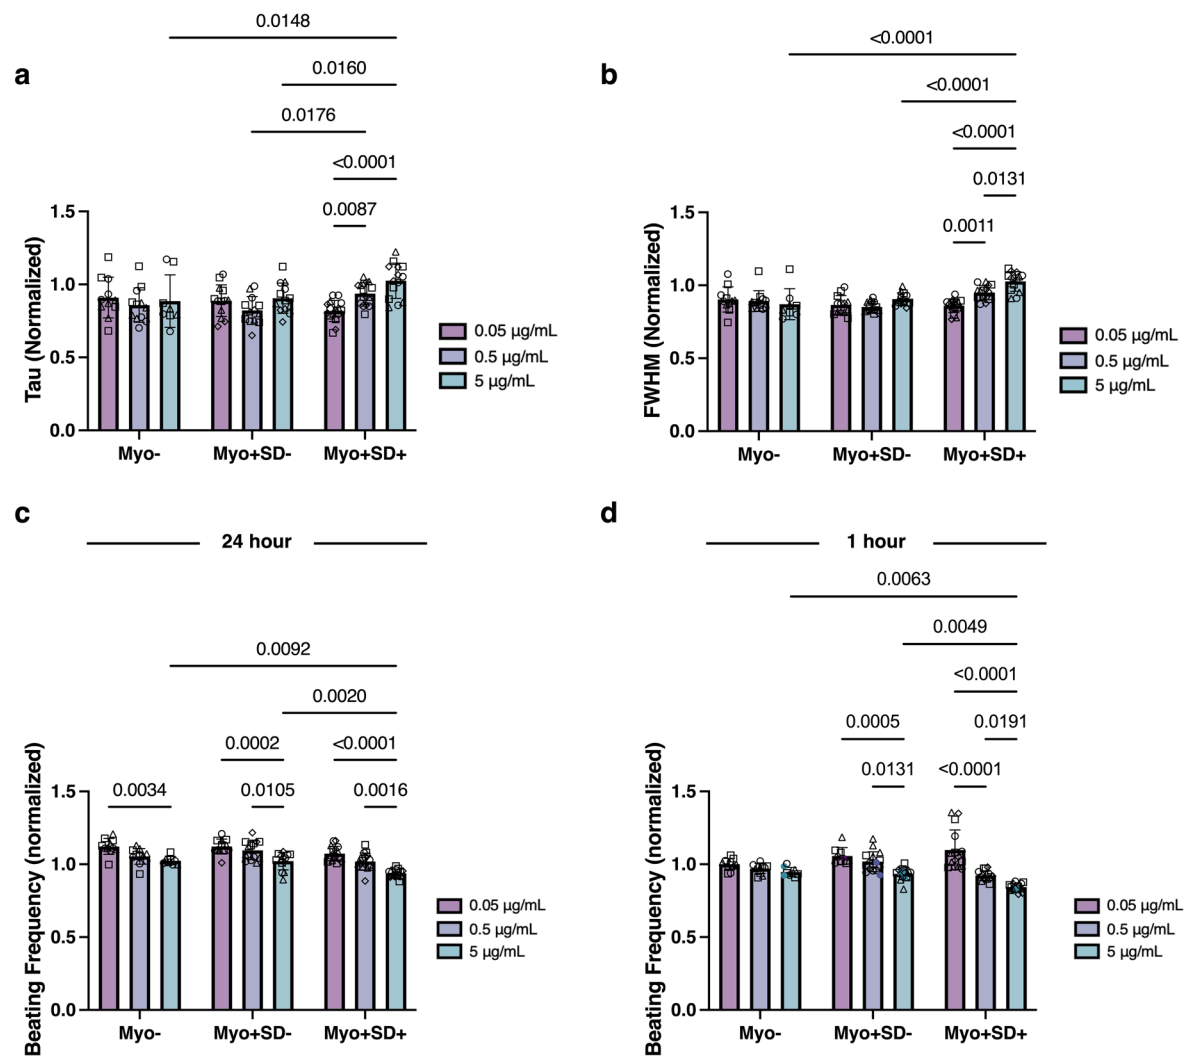 a
0.0148
0.0160
0.0176
<0.0001
0.0087
Tau (Normalized)
1.5
1.0
0.5
0.0
Myo-
Myo+SD-
Myo+SD+
0.05 µg/mL
0.5 µg/mL
5 µg/mL
b
<0.0001
<0.0001
<0.0001
0.0131
0.0011
FWHM (Normalized)
1.5
1.0
0.5
0.0
Myo-
Myo+SD-
Myo+SD+
0.05 µg/mL
0.5 µg/mL
5 µg/mL
c
24 hour
0.0092
0.0020
0.0002
<0.0001
0.0034
0.0105
0.0016
Beating Frequency (normalized)
1.5
1.0
0.5
0.0
Myo-
Myo+SD-
Myo+SD+
0.05 µg/mL
0.5 µg/mL
5 µg/mL
d
1 hour
0.0063
0.0049
<0.0001
0.0005
0.0191
0.0131
<0.0001
Beating Frequency (normalized)
1.5
1.0
0.5
0.0
Myo-
Myo+SD-
Myo+SD+
0.05 µg/mL
0.5 µg/mL
5 µg/mL